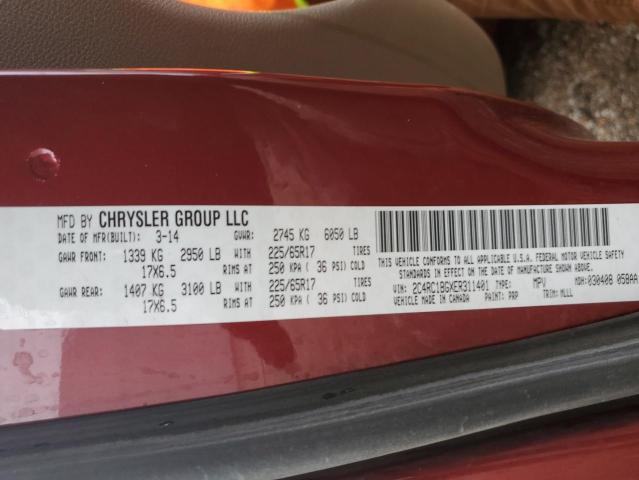 MFD BY CHRYSLER GROUP LLC
DATE OF MFR(BUILT): 3-14 GVWR: 2745 KG 6050 LB
GAWR FRONT: 1339 KG 2950 LB WITH 225/65R17 TIRES
17X6.5 RIMS AT 250 KPA ( 36 PSI) COLD
GAWR REAR: 1407 KG 3100 LB WITH 225/65R17 TIRES
17X6.5 RIMS AT 250 KPA ( 36 PSI) COLD
THIS VEHICLE CONFORMS TO ALL APPLICABLE U.S.A. FEDERAL MOTOR VEHICLE SAFETY
STANDARDS IN EFFECT ON THE DATE OF MANUFACTURE SHOWN ABOVE.
VIN: 2C4RC1BGXER311401 TYPE: MPV MDH:030408 058AA
VEHICLE MADE IN CANADA PAINT: PRP TRIM: MLLL